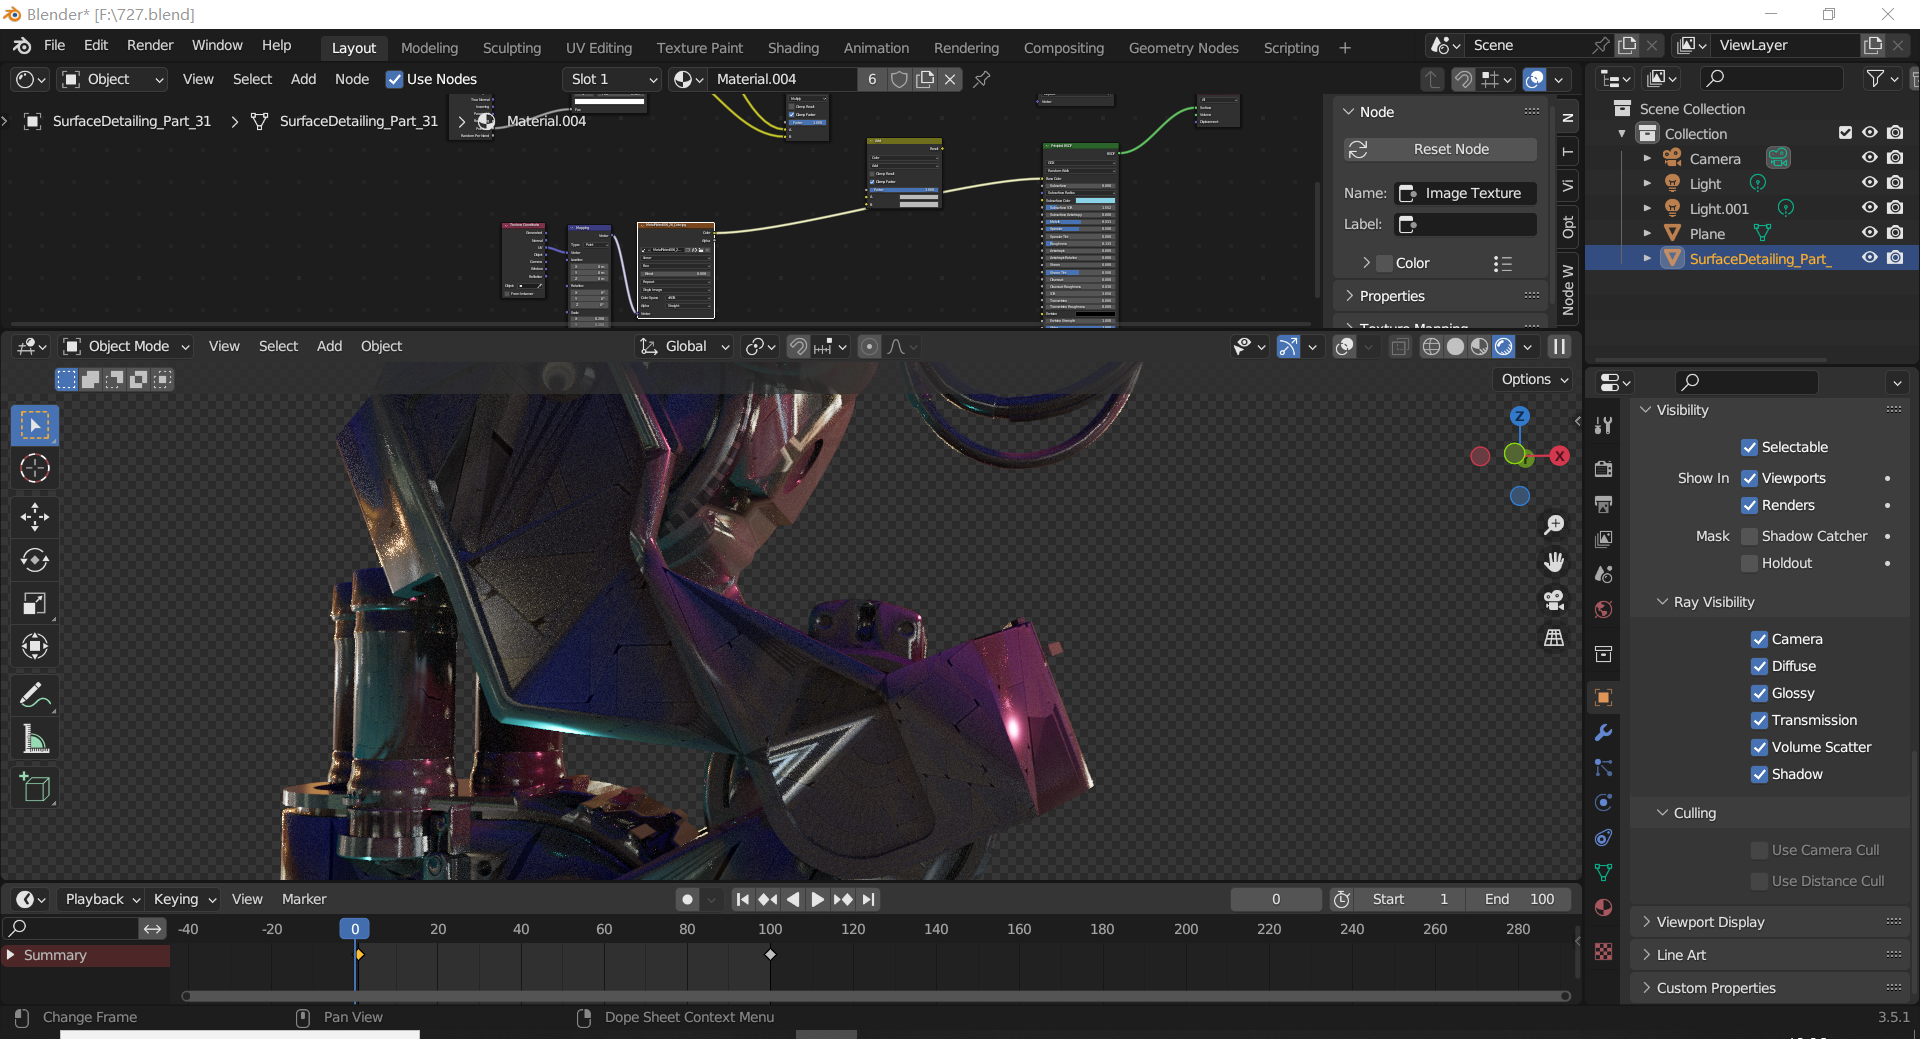 Blender* [F:\727.blend]
File Edit Render Window Help
Layout Modeling Sculpting UV Editing Texture Paint Shading Animation Rendering Compositing Geometry Nodes Scripting +
Scene
ViewLayer
Object View Select Add Node Use Nodes
Slot 1
Material.004 6
SurfaceDetailing_Part_31 > SurfaceDetailing_Part_31 > Material.004
Node
Reset Node
Name: Image Texture
Label:
Color
Properties
Texture Mapping
N
T
VI
Opt
Node W
Scene Collection
Collection
Camera
Light
Light.001
Plane
SurfaceDetailing_Part_
Object Mode View Select Add Object
Global
Options
Z
X
Visibility
Selectable
Show In Viewports
Renders
Mask Shadow Catcher
Holdout
Ray Visibility
Camera
Diffuse
Glossy
Transmission
Volume Scatter
Shadow
Culling
Use Camera Cull
Use Distance Cull
Viewport Display
Line Art
Custom Properties
Playback Keying View Marker
0 Start 1 End 100
-40 -20 0 20 40 60 80 100 120 140 160 180 200 220 240 260 280
Summary
Change Frame
Pan View
Dope Sheet Context Menu
3.5.1